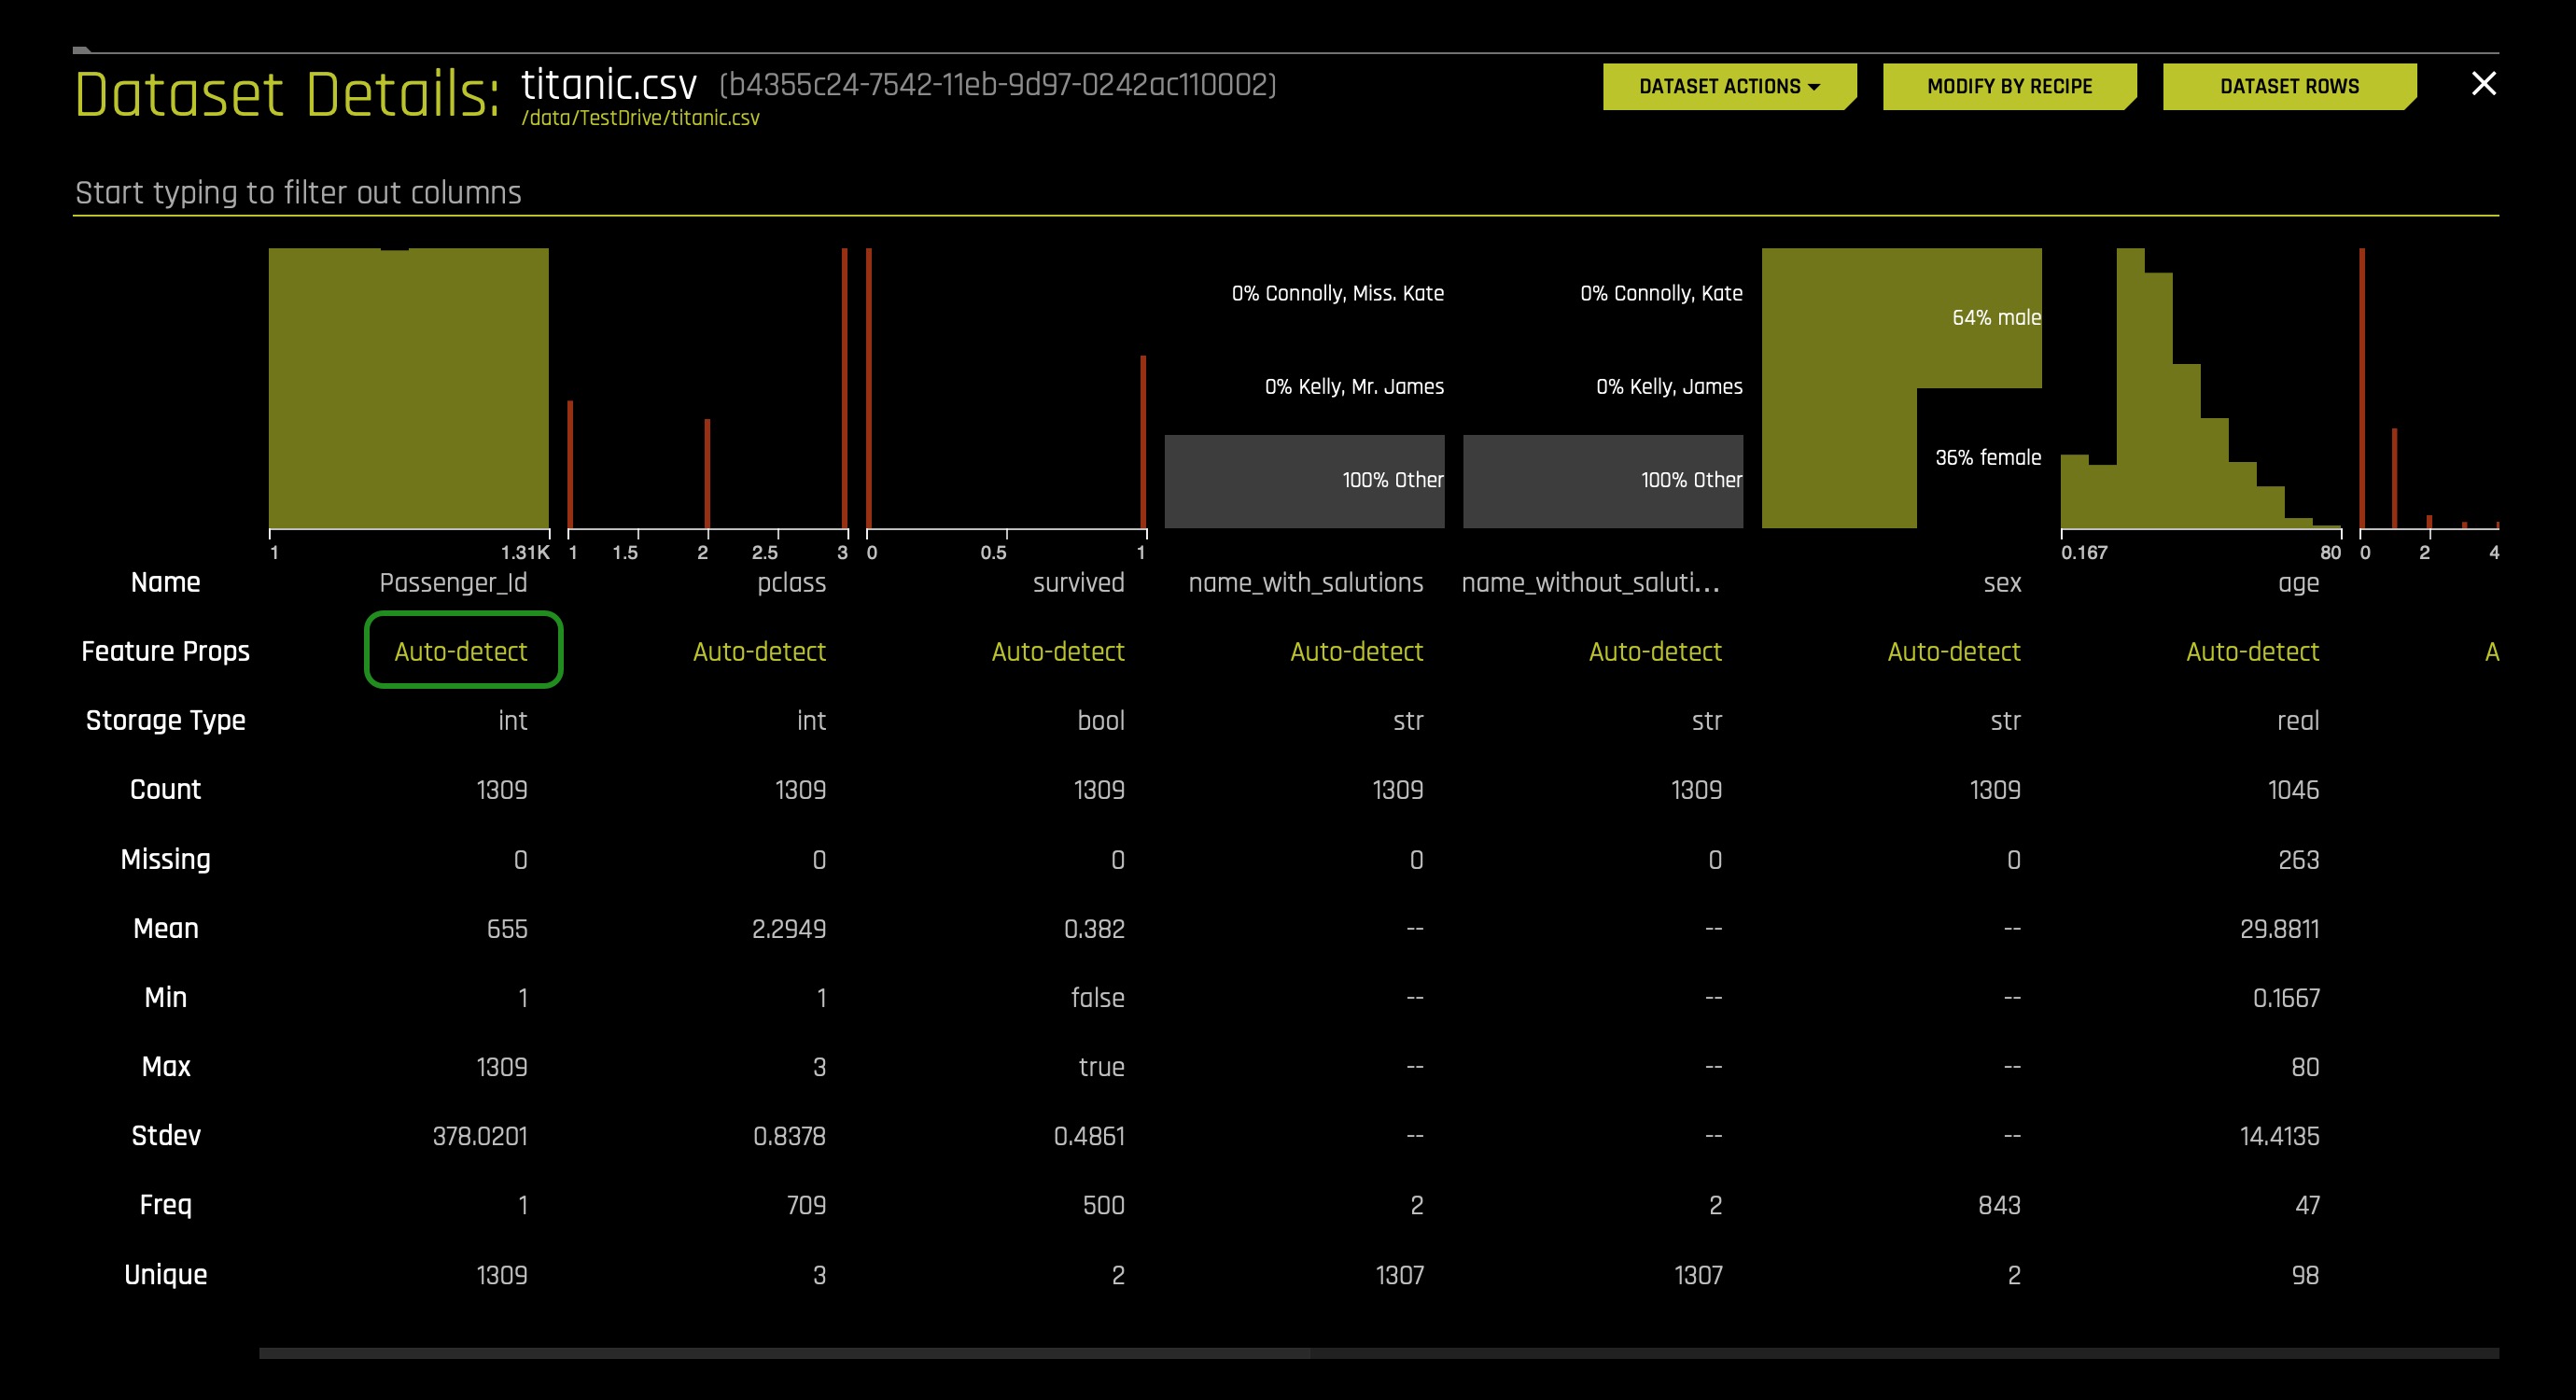 Dataset Details: titanic.csv (b4355c24-7542-11eb-9d97-0242ac110002) DATASET ACTIONS MODIFY BY RECIPE DATASET ROWS
/data/TestDrive/titanic.csv
Start typing to filter out columns
0% Connolly, Miss. Kate 0% Connolly, Kate
64% male
0% Kelly, Mr. James 0% Kelly, James
36% female
100% Other 100% Other
1 1.31K 1 1.5 2 2.5 3 0 0.5 1 0.167 80 0 2 4
Name Passenger_Id pclass survived name_with_salutions name_without_saluti... sex age
Feature Props Auto-detect Auto-detect Auto-detect Auto-detect Auto-detect Auto-detect Auto-detect A
Storage Type int int bool str str str real
Count 1309 1309 1309 1309 1309 1309 1046
Missing 0 0 0 0 0 0 263
Mean 655 2.2949 0.382 -- -- -- 29.8811
Min 1 1 false -- -- -- 0.1667
Max 1309 3 true -- -- -- 80
Stdev 378.0201 0.8378 0.4861 -- -- -- 14.4135
Freq 1 709 500 2 2 843 47
Unique 1309 3 2 1307 1307 2 98